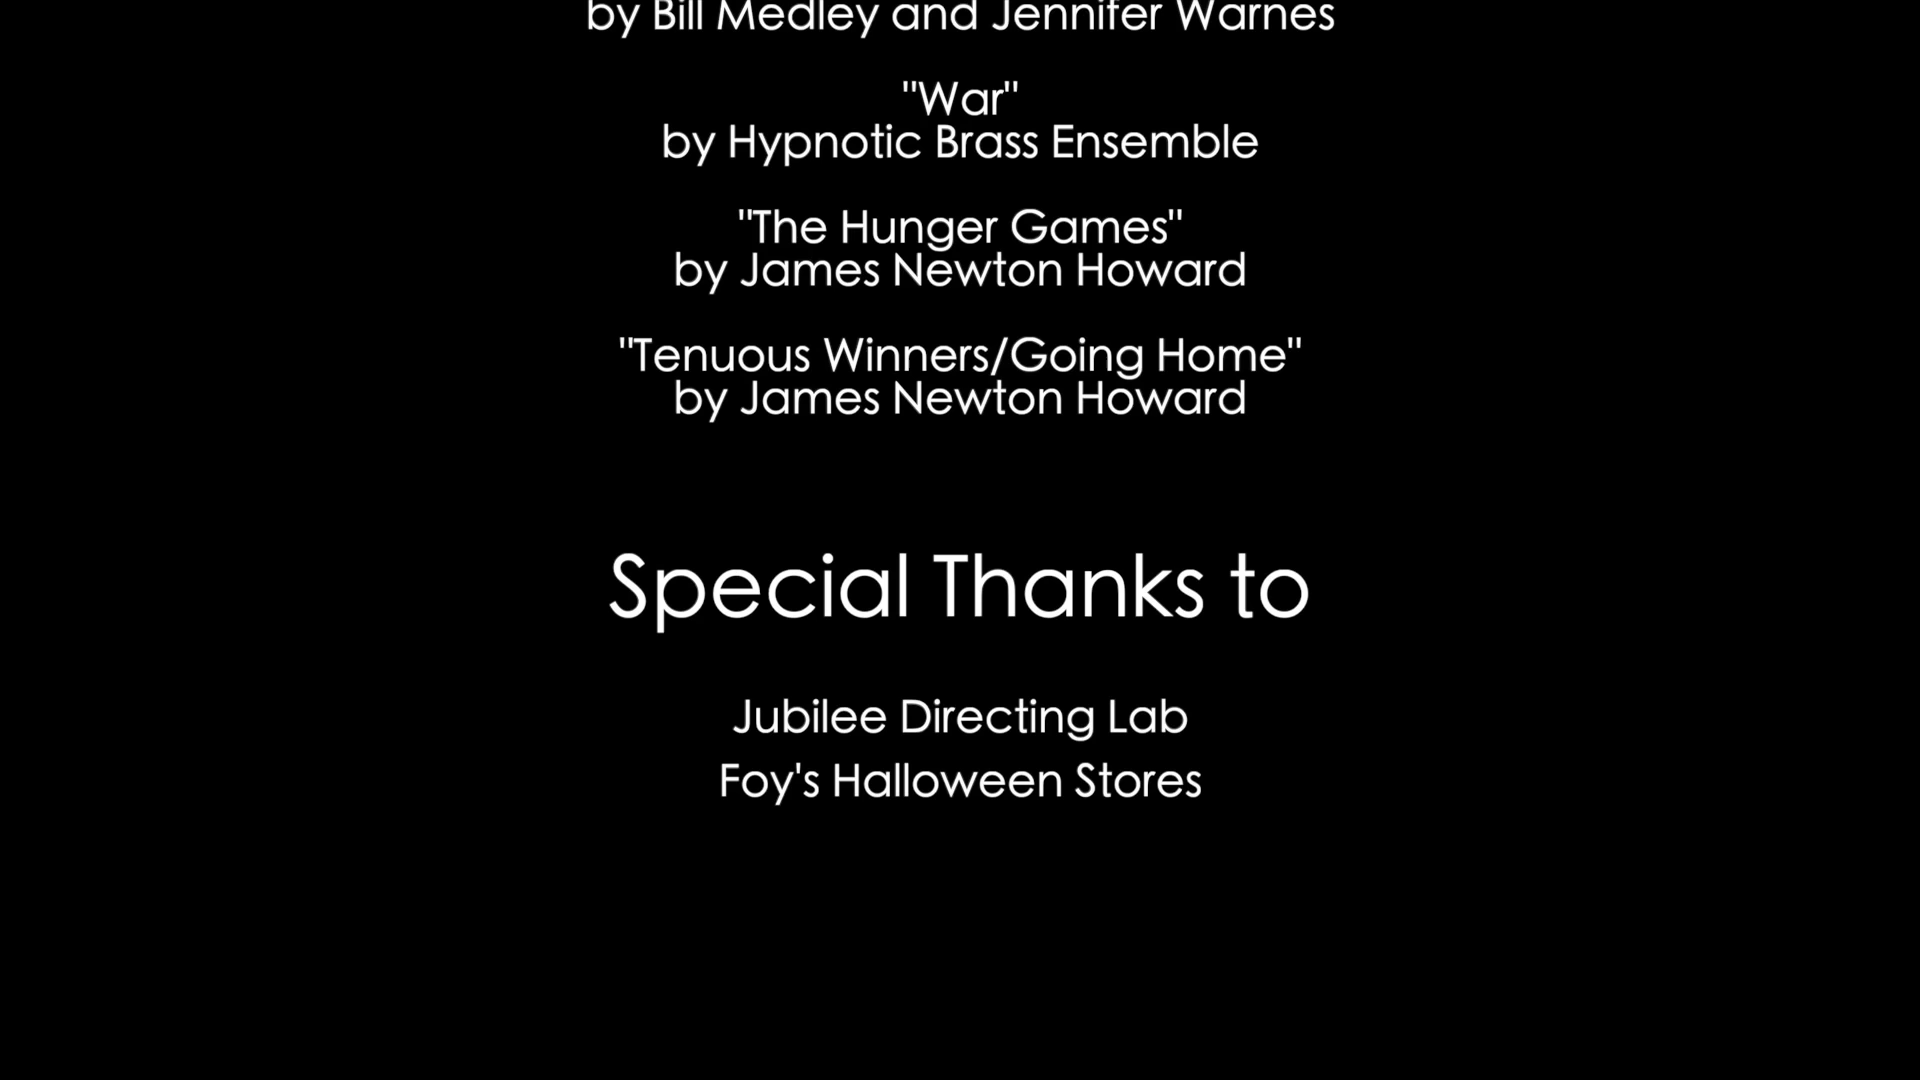 by Bill Medley and Jennifer Warnes
"War"
by Hypnotic Brass Ensemble
"The Hunger Games"
by James Newton Howard
"Tenuous Winners/Going Home"
by James Newton Howard
Special Thanks to
Jubilee Directing Lab
Foy's Halloween Stores